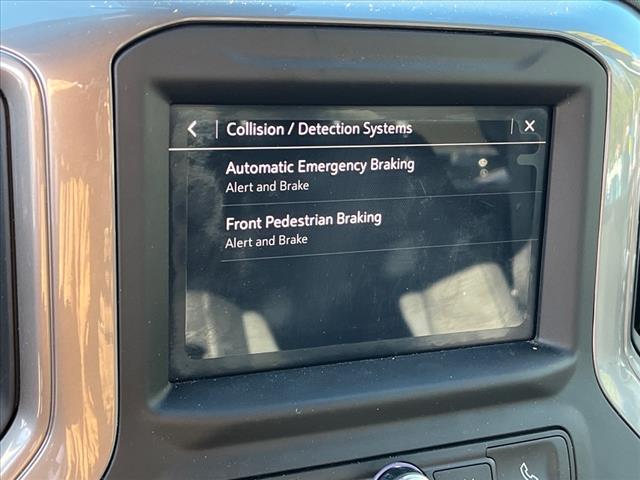 Collision / Detection Systems
Automatic Emergency Braking
Alert and Brake
Front Pedestrian Braking
Alert and Brake